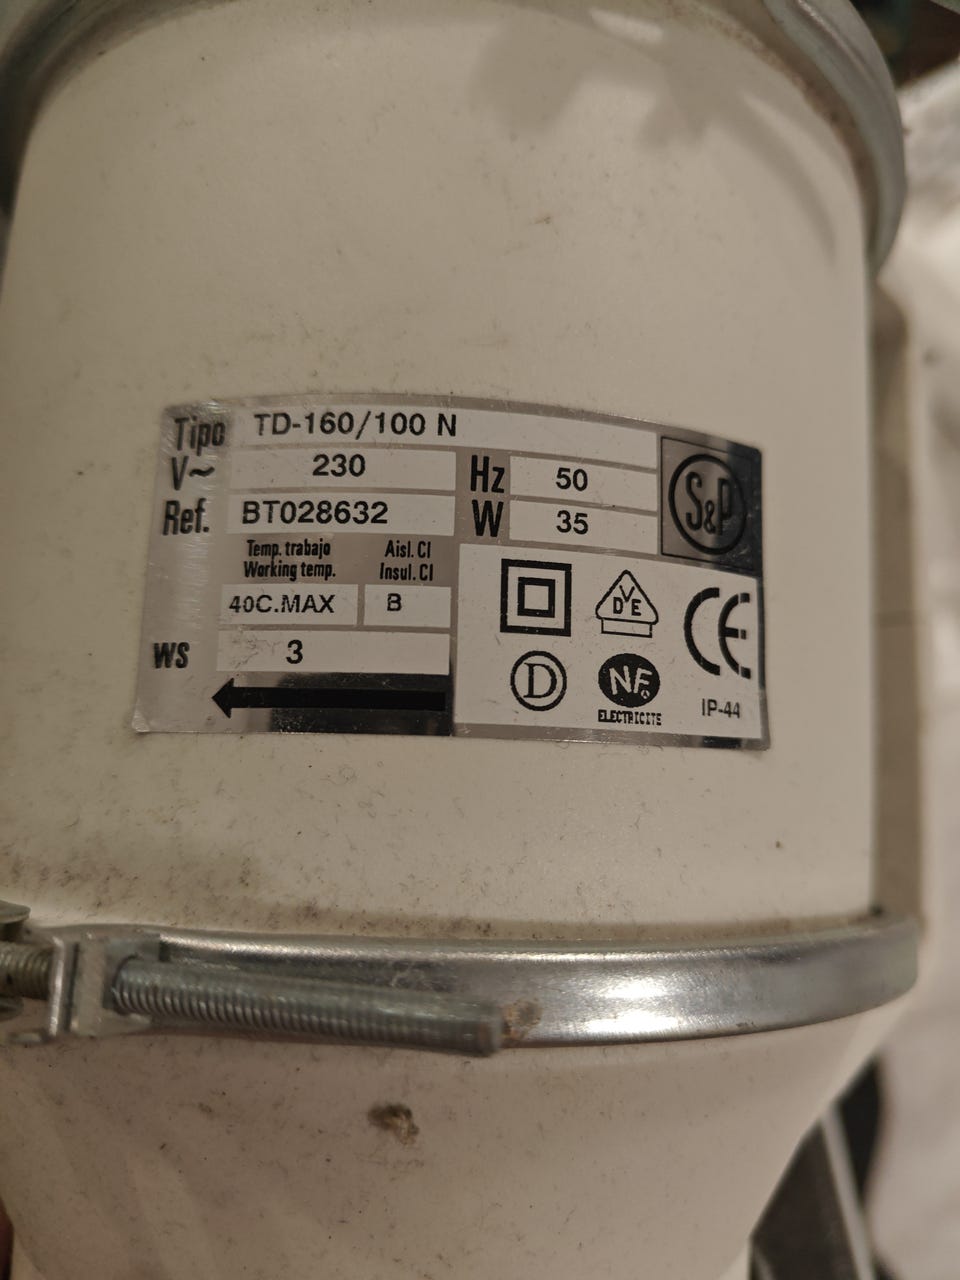 Tipo TD-160/100 N
V~ 230 Hz 50
Ref. BT028632 W 35
S&P
Temp. trabajo Aisl. Cl
Working temp. Insul. Cl
40C.MAX B
WS 3
VDE
CE
D
NF
ELECTRICITE
IP-44